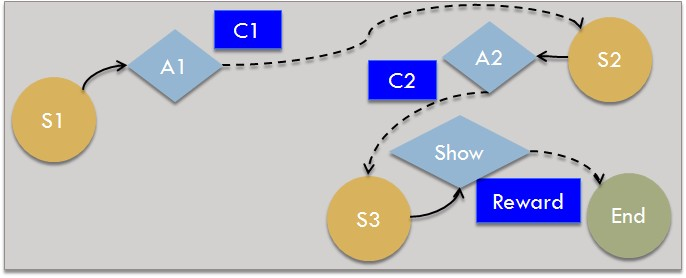 S1
A1
C1
S2
A2
C2
S3
Show
Reward
End